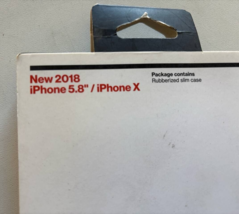 New 2018
iPhone 5.8" / iPhone X
Package contains
Rubberized slim case